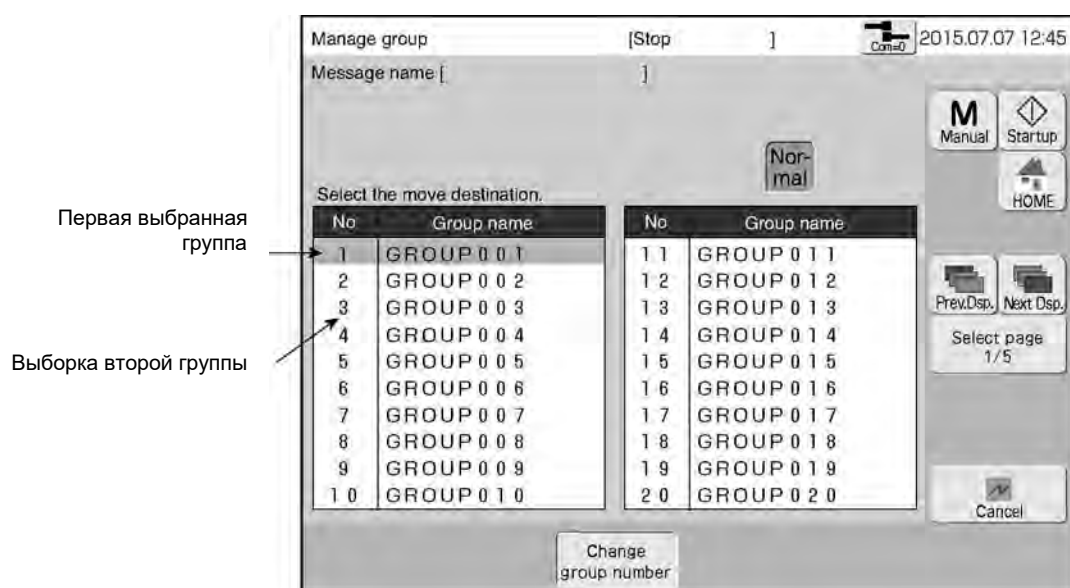 Manage group [Stop ] Com=0 2015.07.07 12:45
Message name [ ]
M
Manual
Startup
HOME
Nor-
mal
Select the move destination.
Первая выбранная
группа
Выборка второй группы
No Group name
1 GROUP001
2 GROUP002
3 GROUP003
4 GROUP004
5 GROUP005
6 GROUP006
7 GROUP007
8 GROUP008
9 GROUP009
10 GROUP010
No Group name
11 GROUP011
12 GROUP012
13 GROUP013
14 GROUP014
15 GROUP015
16 GROUP016
17 GROUP017
18 GROUP018
19 GROUP019
20 GROUP020
Prev.Dsp.
Next Dsp.
Select page
1/5
Cancel
Change
group number